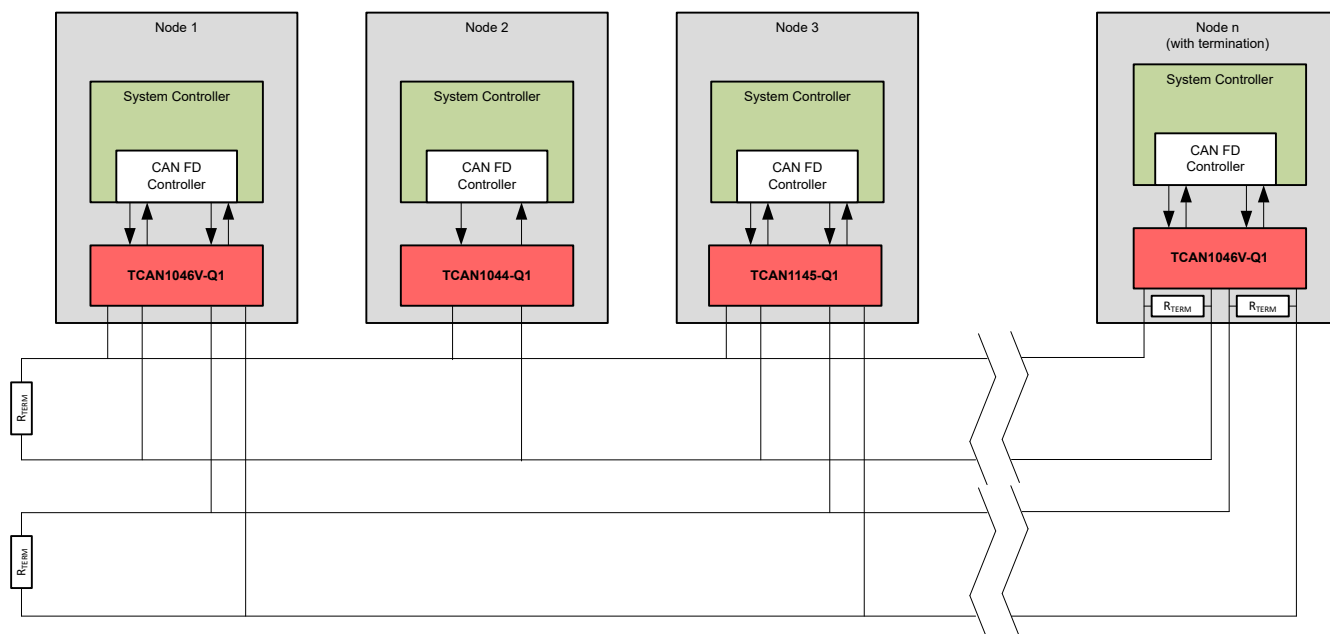 Node 1
System Controller
CAN FD
Controller
TCAN1046V-Q1
Node 2
System Controller
CAN FD
Controller
TCAN1044-Q1
Node 3
System Controller
CAN FD
Controller
TCAN1145-Q1
Node n
(with termination)
System Controller
CAN FD
Controller
TCAN1046V-Q1
RTERM
RTERM
RTERM
RTERM